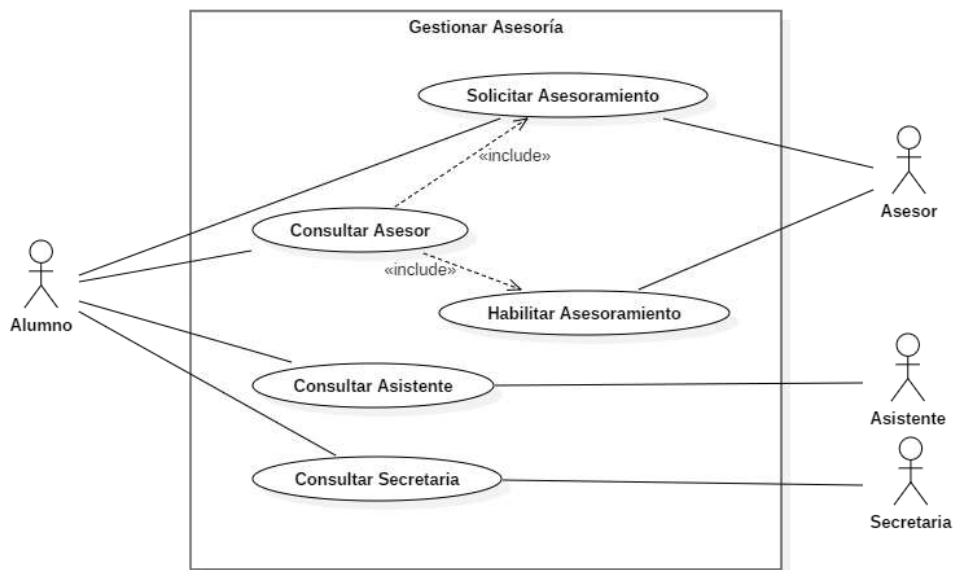 Gestionar Asesoría
Solicitar Asesoramiento
«include»
Consultar Asesor
Asesor
«include»
Habilitar Asesoramiento
Alumno
Consultar Asistente
Asistente
Consultar Secretaria
Secretaria